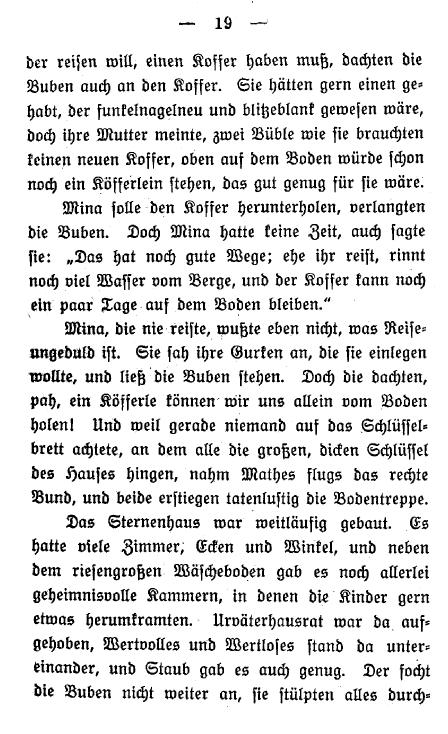 — 19 —
der reisen will, einen Koffer haben muß, dachten die
Buben auch an den Koffer. Sie hätten gern einen ge-
habt, der funkelnagelneu und blitzeblank gewesen wäre,
doch ihre Mutter meinte, zwei Büble wie sie brauchten
keinen neuen Koffer, oben auf dem Boden würde schon
noch ein Köfferlein stehen, das gut genug für sie wäre.
Mina solle den Koffer herunterholen, verlangten
die Buben. Doch Mina hatte keine Zeit, auch sagte
sie: „Das hat noch gute Wege; ehe ihr reist, rinnt
noch viel Wasser vom Berge, und der Koffer kann noch
ein paar Tage auf dem Boden bleiben.“
Mina, die nie reiste, wußte eben nicht, was Reise-
ungeduld ist. Sie sah ihre Gurken an, die sie einlegen
wollte, und ließ die Buben stehen. Doch die dachten,
pah, ein Köfferle können wir uns allein vom Boden
holen! Und weil gerade niemand auf das Schlüssel-
brett achtete, an dem alle die großen, dicken Schlüssel
des Hauses hingen, nahm Mathes flugs das rechte
Bund, und beide erstiegen tatenlustig die Bodentreppe.
Das Sternenhaus war weitläufig gebaut. Es
hatte viele Zimmer, Ecken und Winkel, und neben
dem riesengroßen Wäscheboden gab es noch allerlei
geheimnisvolle Kammern, in denen die Kinder gern
etwas herumkramten. Urväterhausrat war da auf-
gehoben, Wertvolles und Wertloses stand da unter-
einander, und Staub gab es auch genug. Der focht
die Buben nicht weiter an, sie stülpten alles durch-